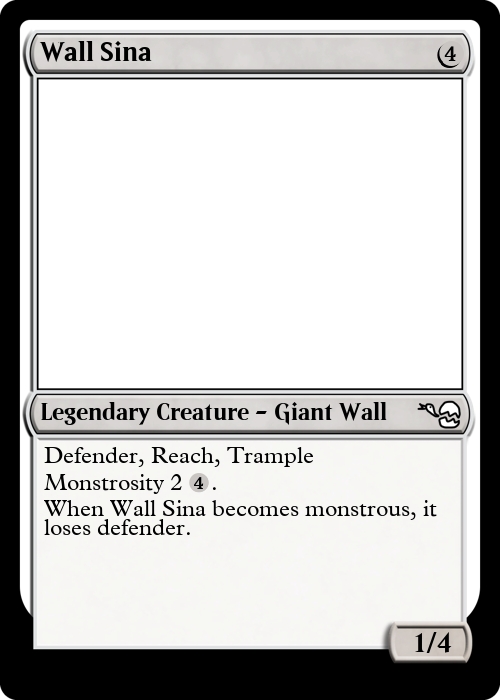 Wall Sina 4
Legendary Creature – Giant Wall
Defender, Reach, Trample
Monstrosity 2 4.
When Wall Sina becomes monstrous, it
loses defender.
1/4